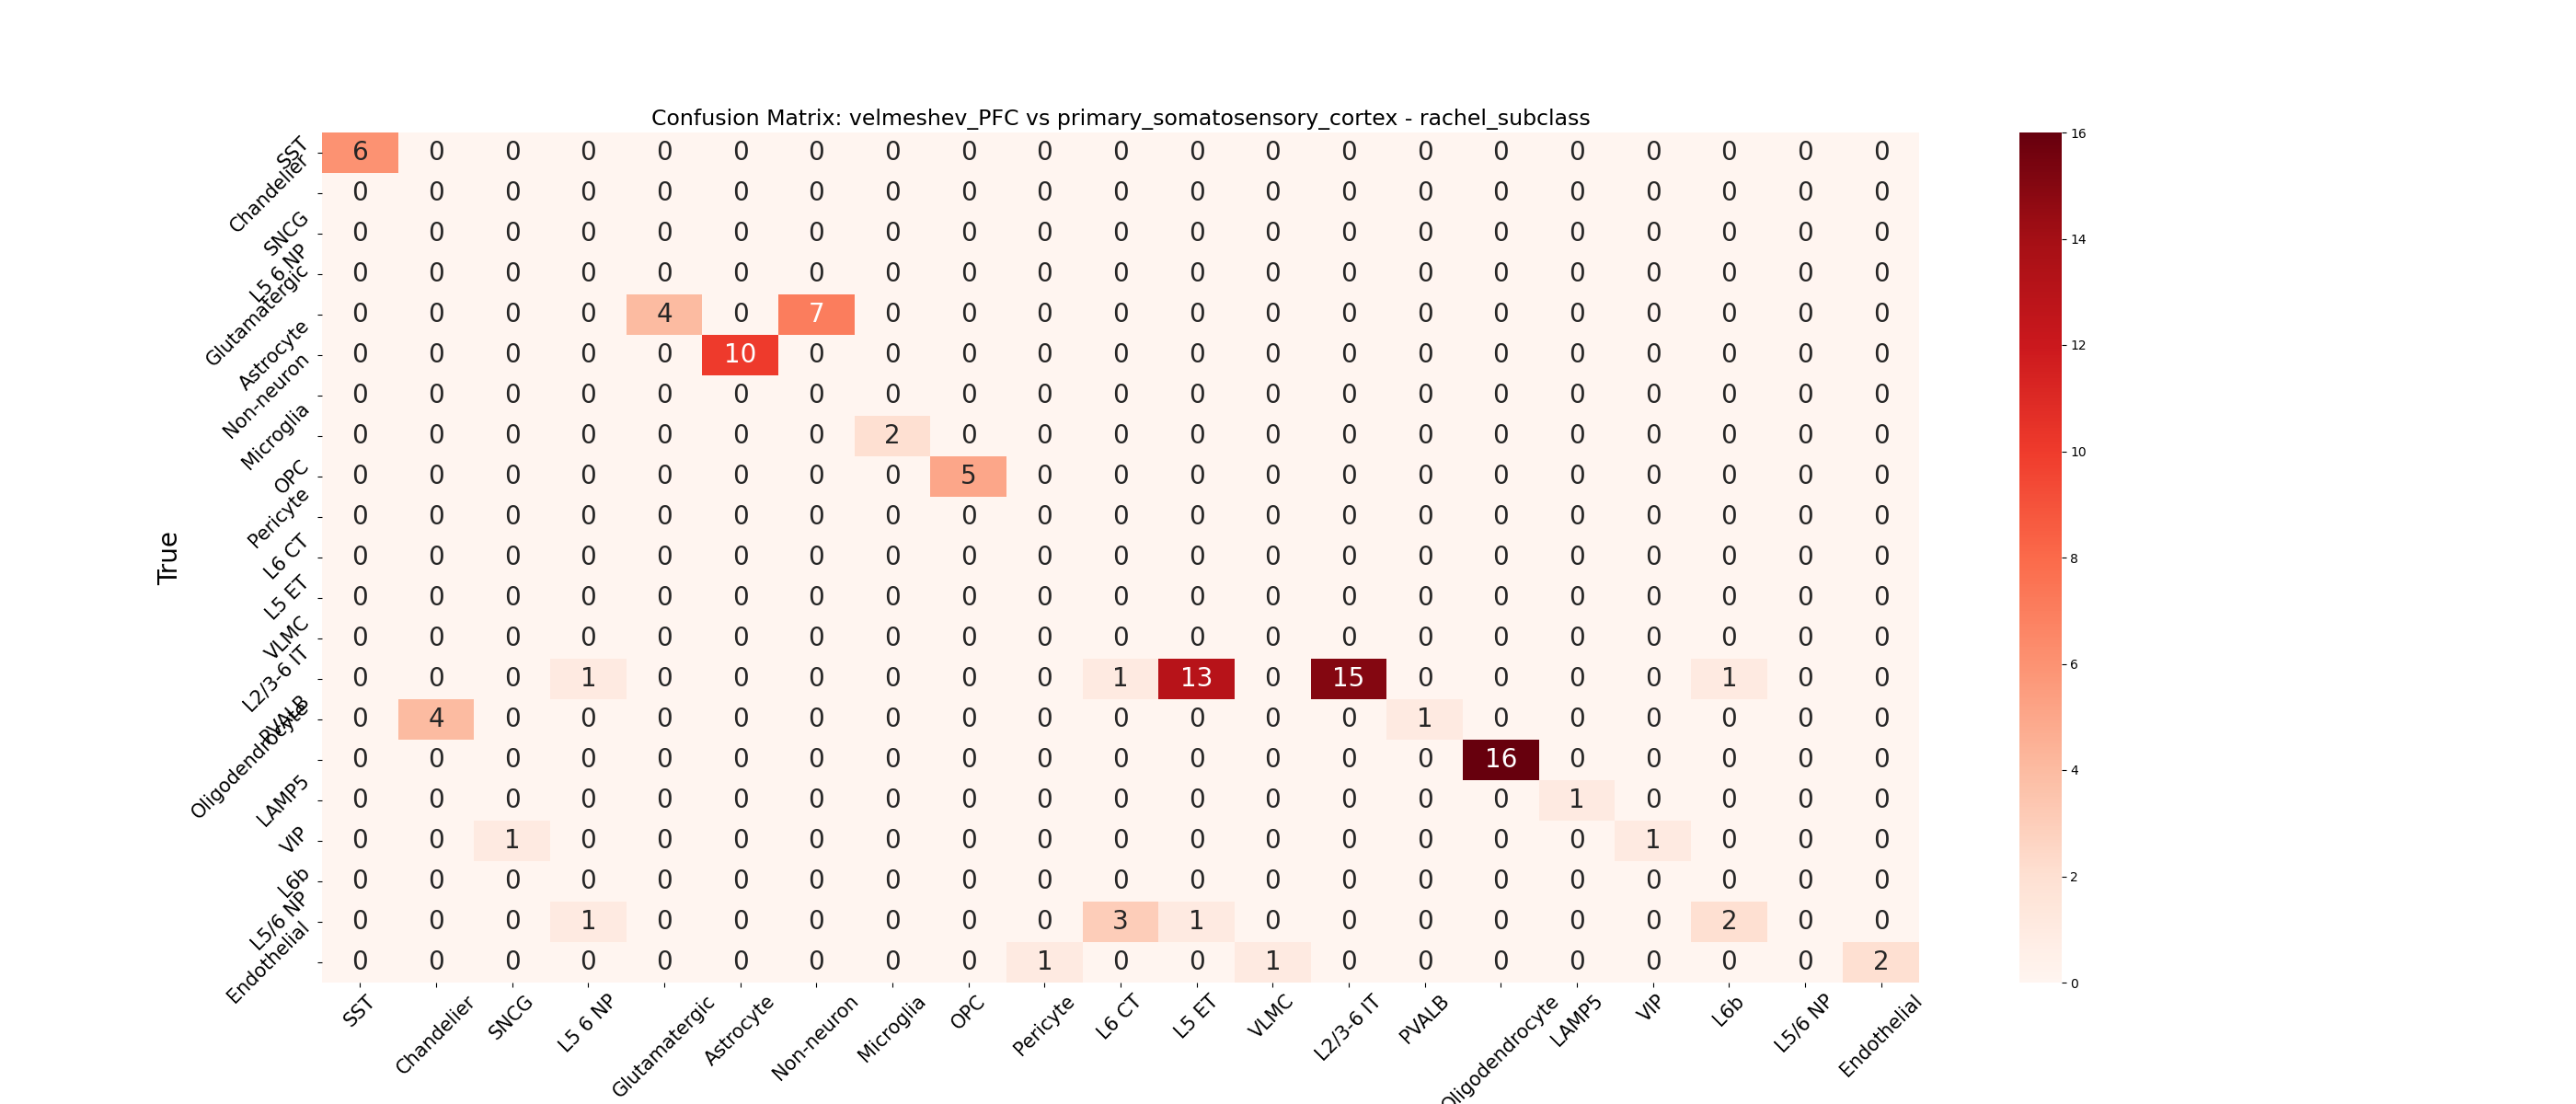 Confusion Matrix: velmeshev_PFC vs primary_somatosensory_cortex - rachel_subclass
True
SST 6 0 0 0 0 0 0 0 0 0 0 0 0 0 0 0 0 0 0 0 0
Chandelier 0 0 0 0 0 0 0 0 0 0 0 0 0 0 0 0 0 0 0 0 0
SNCG 0 0 0 0 0 0 0 0 0 0 0 0 0 0 0 0 0 0 0 0 0
L5 6 NP 0 0 0 0 0 0 0 0 0 0 0 0 0 0 0 0 0 0 0 0 0
Glutamatergic 0 0 0 0 4 0 7 0 0 0 0 0 0 0 0 0 0 0 0 0 0
Astrocyte 0 0 0 0 0 10 0 0 0 0 0 0 0 0 0 0 0 0 0 0 0
Non-neuron 0 0 0 0 0 0 0 0 0 0 0 0 0 0 0 0 0 0 0 0 0
Microglia 0 0 0 0 0 0 0 2 0 0 0 0 0 0 0 0 0 0 0 0 0
OPC 0 0 0 0 0 0 0 0 5 0 0 0 0 0 0 0 0 0 0 0 0
Pericyte 0 0 0 0 0 0 0 0 0 0 0 0 0 0 0 0 0 0 0 0 0
L6 CT 0 0 0 0 0 0 0 0 0 0 0 0 0 0 0 0 0 0 0 0 0
L5 ET 0 0 0 0 0 0 0 0 0 0 0 0 0 0 0 0 0 0 0 0 0
VLMC 0 0 0 0 0 0 0 0 0 0 0 0 0 0 0 0 0 0 0 0 0
L2/3-6 IT 0 0 0 1 0 0 0 0 0 0 1 13 0 15 0 0 0 0 1 0 0
PVALB 0 4 0 0 0 0 0 0 0 0 0 0 0 0 1 0 0 0 0 0 0
Oligodendrocyte 0 0 0 0 0 0 0 0 0 0 0 0 0 0 0 16 0 0 0 0 0
LAMP5 0 0 0 0 0 0 0 0 0 0 0 0 0 0 0 0 1 0 0 0 0
VIP 0 0 1 0 0 0 0 0 0 0 0 0 0 0 0 0 0 1 0 0 0
L6b 0 0 0 0 0 0 0 0 0 0 0 0 0 0 0 0 0 0 0 0 0
L5/6 NP 0 0 0 1 0 0 0 0 0 0 3 1 0 0 0 0 0 0 2 0 0
Endothelial 0 0 0 0 0 0 0 0 0 1 0 0 1 0 0 0 0 0 0 0 2
SST Chandelier SNCG L5 6 NP Glutamatergic Astrocyte Non-neuron Microglia OPC Pericyte L6 CT L5 ET VLMC L2/3-6 IT PVALB Oligodendrocyte LAMP5 VIP L6b L5/6 NP Endothelial
16
14
12
10
8
6
4
2
0